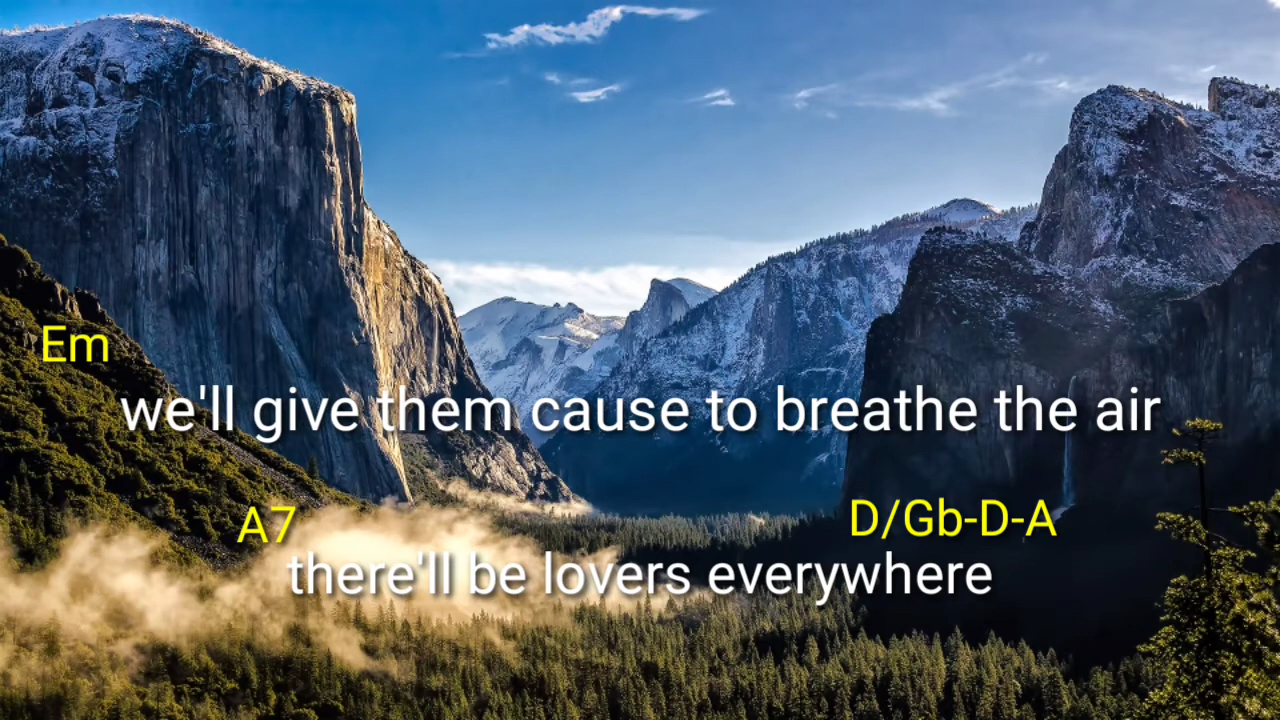 Em
we'll give them cause to breathe the air
A7 D/Gb-D-A
there'll be lovers everywhere